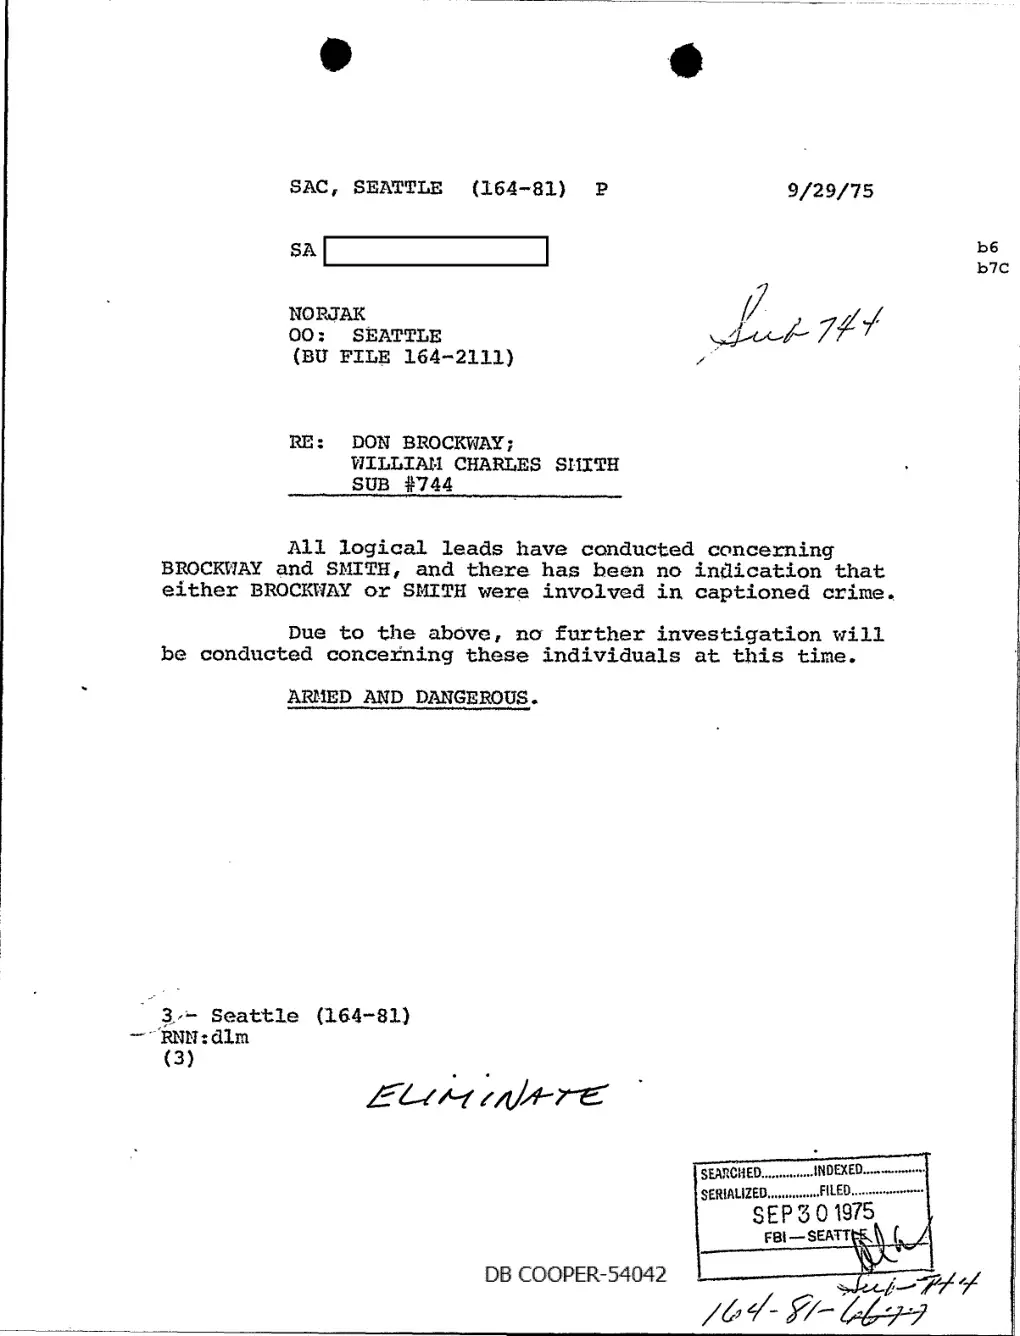 SAC, SEATTLE (164-81) P 9/29/75
SA
b6
b7C
NORJAK
OO: SEATTLE
(BU FILE 164-2111)
Sub 744
RE: DON BROCKWAY;
WILLIAM CHARLES SMITH
SUB #744
All logical leads have conducted concerning
BROCKWAY and SMITH, and there has been no indication that
either BROCKWAY or SMITH were involved in captioned crime.
Due to the above, no further investigation will
be conducted concerning these individuals at this time.
ARMED AND DANGEROUS.
3 - Seattle (164-81)
RNN:dlm
(3)
ELIMINATE
SEARCHED...............INDEXED..................
SERIALIZED...............FILED....................
SEP 30 1975
FBI — SEATTLE
DB COOPER-54042
Sub-744
164-81-